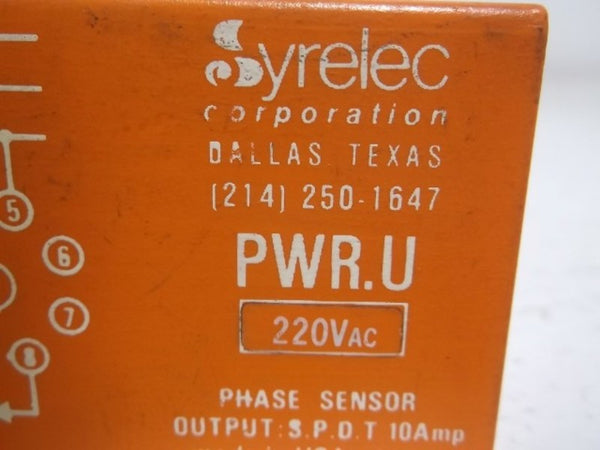 Syrelec
corporation
DALLAS TEXAS
(214) 250-1647
5
6
PWR.U
7
220VAC
8
PHASE SENSOR
OUTPUT: S.P.D.T 10Amp